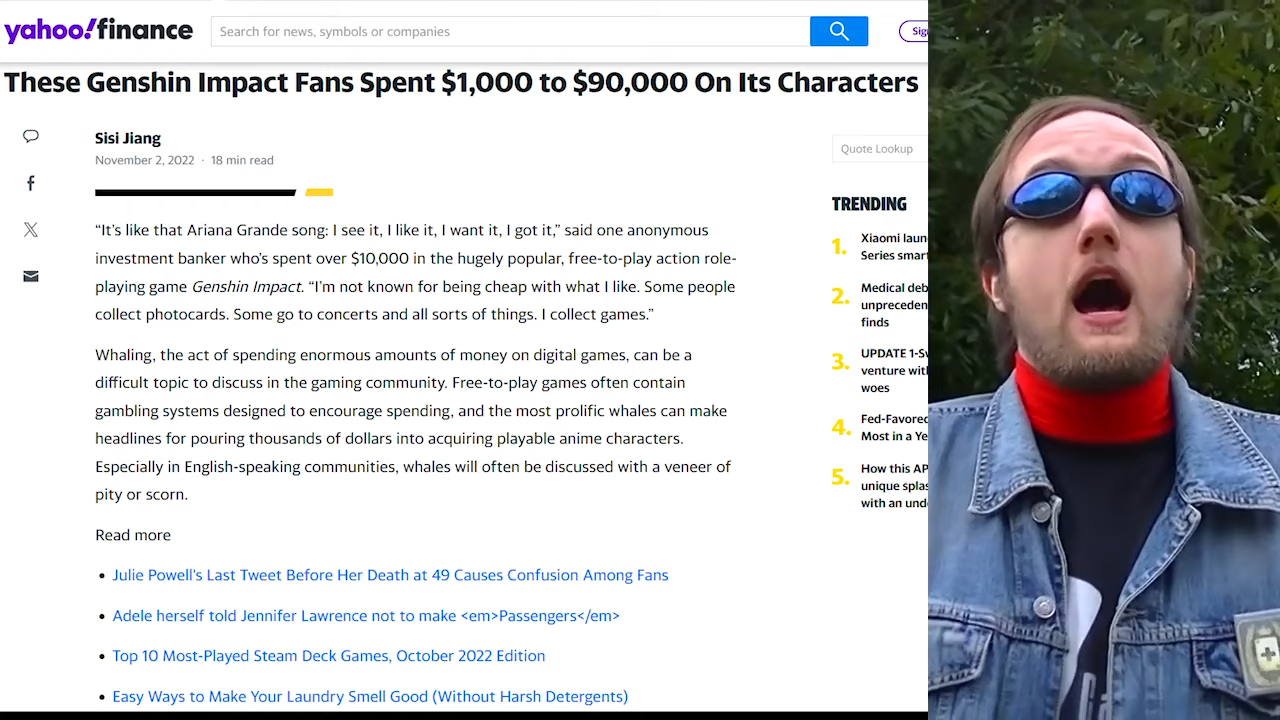 yahoo!finance
Search for news, symbols or companies
Sig
These Genshin Impact Fans Spent $1,000 to $90,000 On Its Characters
Sisi Jiang
November 2, 2022 · 18 min read
Quote Lookup
“It’s like that Ariana Grande song: I see it, I like it, I want it, I got it,” said one anonymous
investment banker who’s spent over $10,000 in the hugely popular, free-to-play action role-
playing game Genshin Impact. “I’m not known for being cheap with what I like. Some people
collect photocards. Some go to concerts and all sorts of things. I collect games.”
Whaling, the act of spending enormous amounts of money on digital games, can be a
difficult topic to discuss in the gaming community. Free-to-play games often contain
gambling systems designed to encourage spending, and the most prolific whales can make
headlines for pouring thousands of dollars into acquiring playable anime characters.
Especially in English-speaking communities, whales will often be discussed with a veneer of
pity or scorn.
Read more
• Julie Powell’s Last Tweet Before Her Death at 49 Causes Confusion Among Fans
• Adele herself told Jennifer Lawrence not to make <em>Passengers</em>
• Top 10 Most-Played Steam Deck Games, October 2022 Edition
• Easy Ways to Make Your Laundry Smell Good (Without Harsh Detergents)
TRENDING
1. Xiaomi laun
Series smar
2. Medical deb
unpreceden
finds
3. UPDATE 1-Sw
venture with
woes
4. Fed-Favored
Most in a Ye
5. How this AP
unique splas
with an und